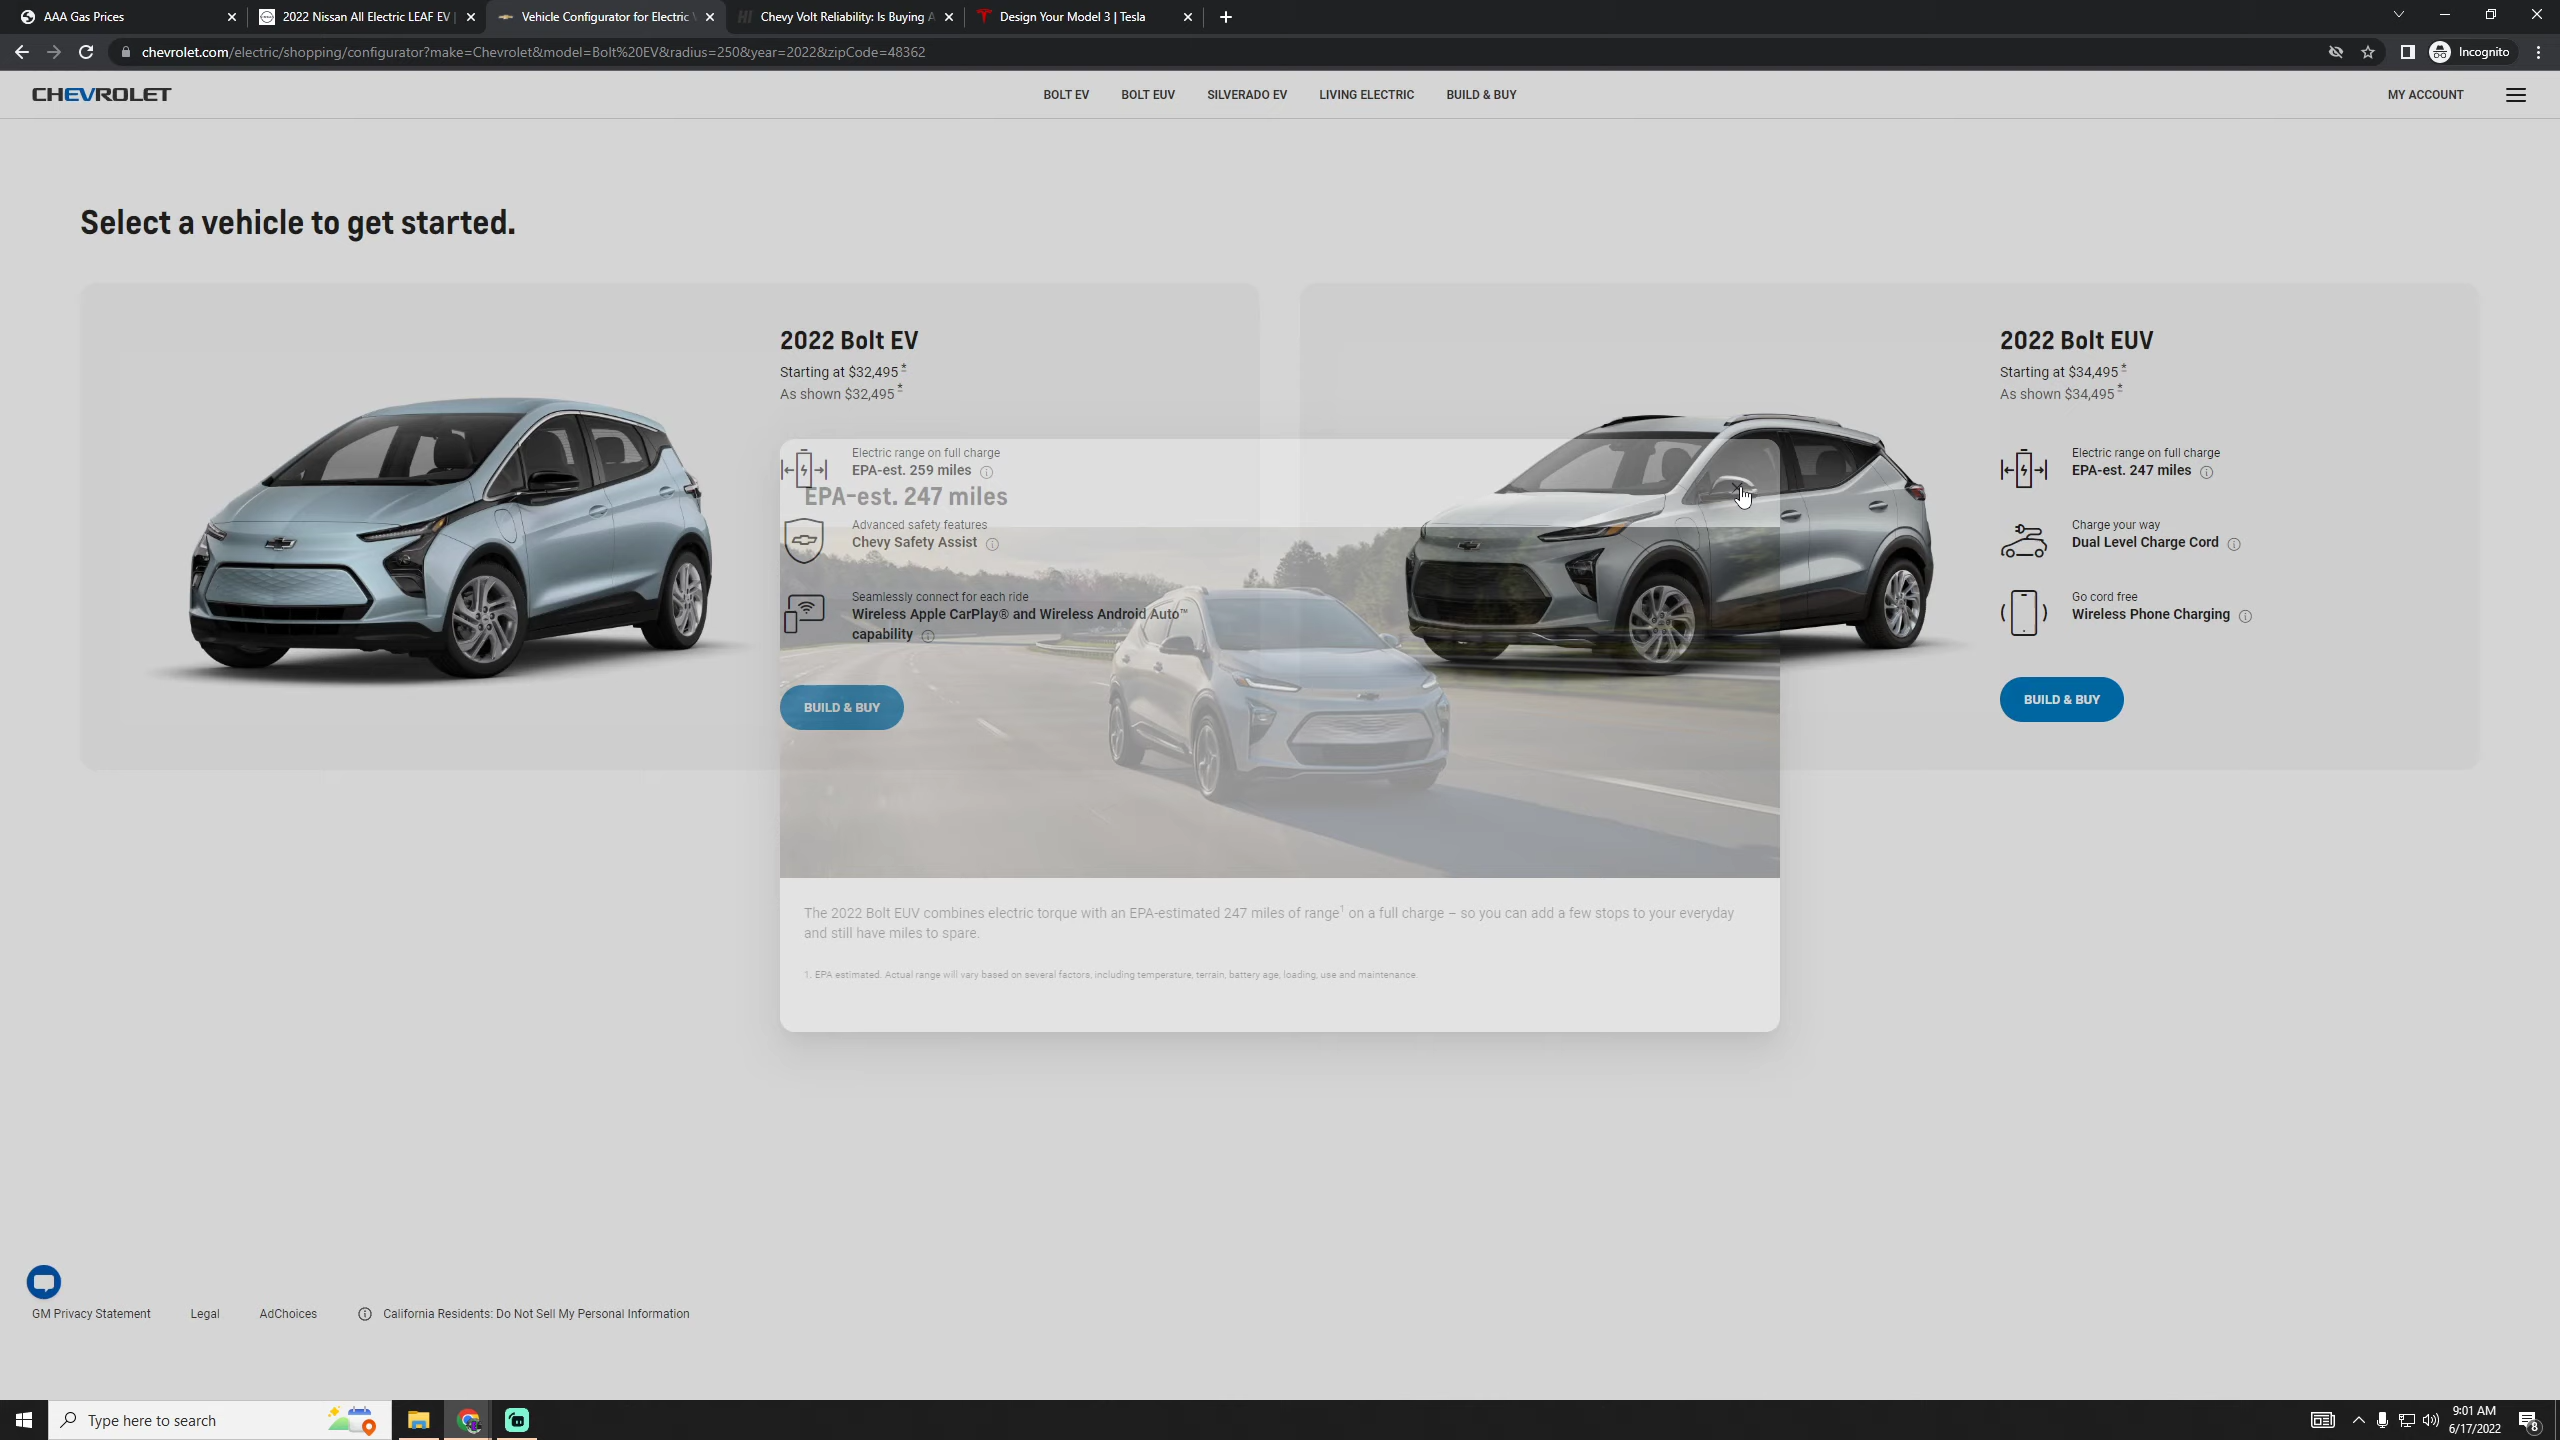 AAA Gas Prices
2022 Nissan All Electric LEAF EV |
Vehicle Configurator for Electric V
Chevy Volt Reliability: Is Buying A
Design Your Model 3 | Tesla
chevrolet.com/electric/shopping/configurator?make=Chevrolet&model=Bolt%20EV&radius=250&year=2022&zipCode=48362
Incognito
CHEVROLET
BOLT EV
BOLT EUV
SILVERADO EV
LIVING ELECTRIC
BUILD & BUY
MY ACCOUNT
Select a vehicle to get started.
2022 Bolt EV
Starting at $32,495*
As shown $32,495*
Electric range on full charge
EPA-est. 259 miles
EPA-est. 247 miles
Advanced safety features
Chevy Safety Assist
Seamlessly connect for each ride
Wireless Apple CarPlay® and Wireless Android Auto™
capability
BUILD & BUY
The 2022 Bolt EUV combines electric torque with an EPA-estimated 247 miles of range1 on a full charge – so you can add a few stops to your everyday
and still have miles to spare.
1. EPA estimated. Actual range will vary based on several factors, including temperature, terrain, battery age, loading, use and maintenance.
2022 Bolt EUV
Starting at $34,495*
As shown $34,495*
Electric range on full charge
EPA-est. 247 miles
Charge your way
Dual Level Charge Cord
Go cord free
Wireless Phone Charging
BUILD & BUY
GM Privacy Statement
Legal
AdChoices
California Residents: Do Not Sell My Personal Information
Type here to search
9:01 AM
6/17/2022
8